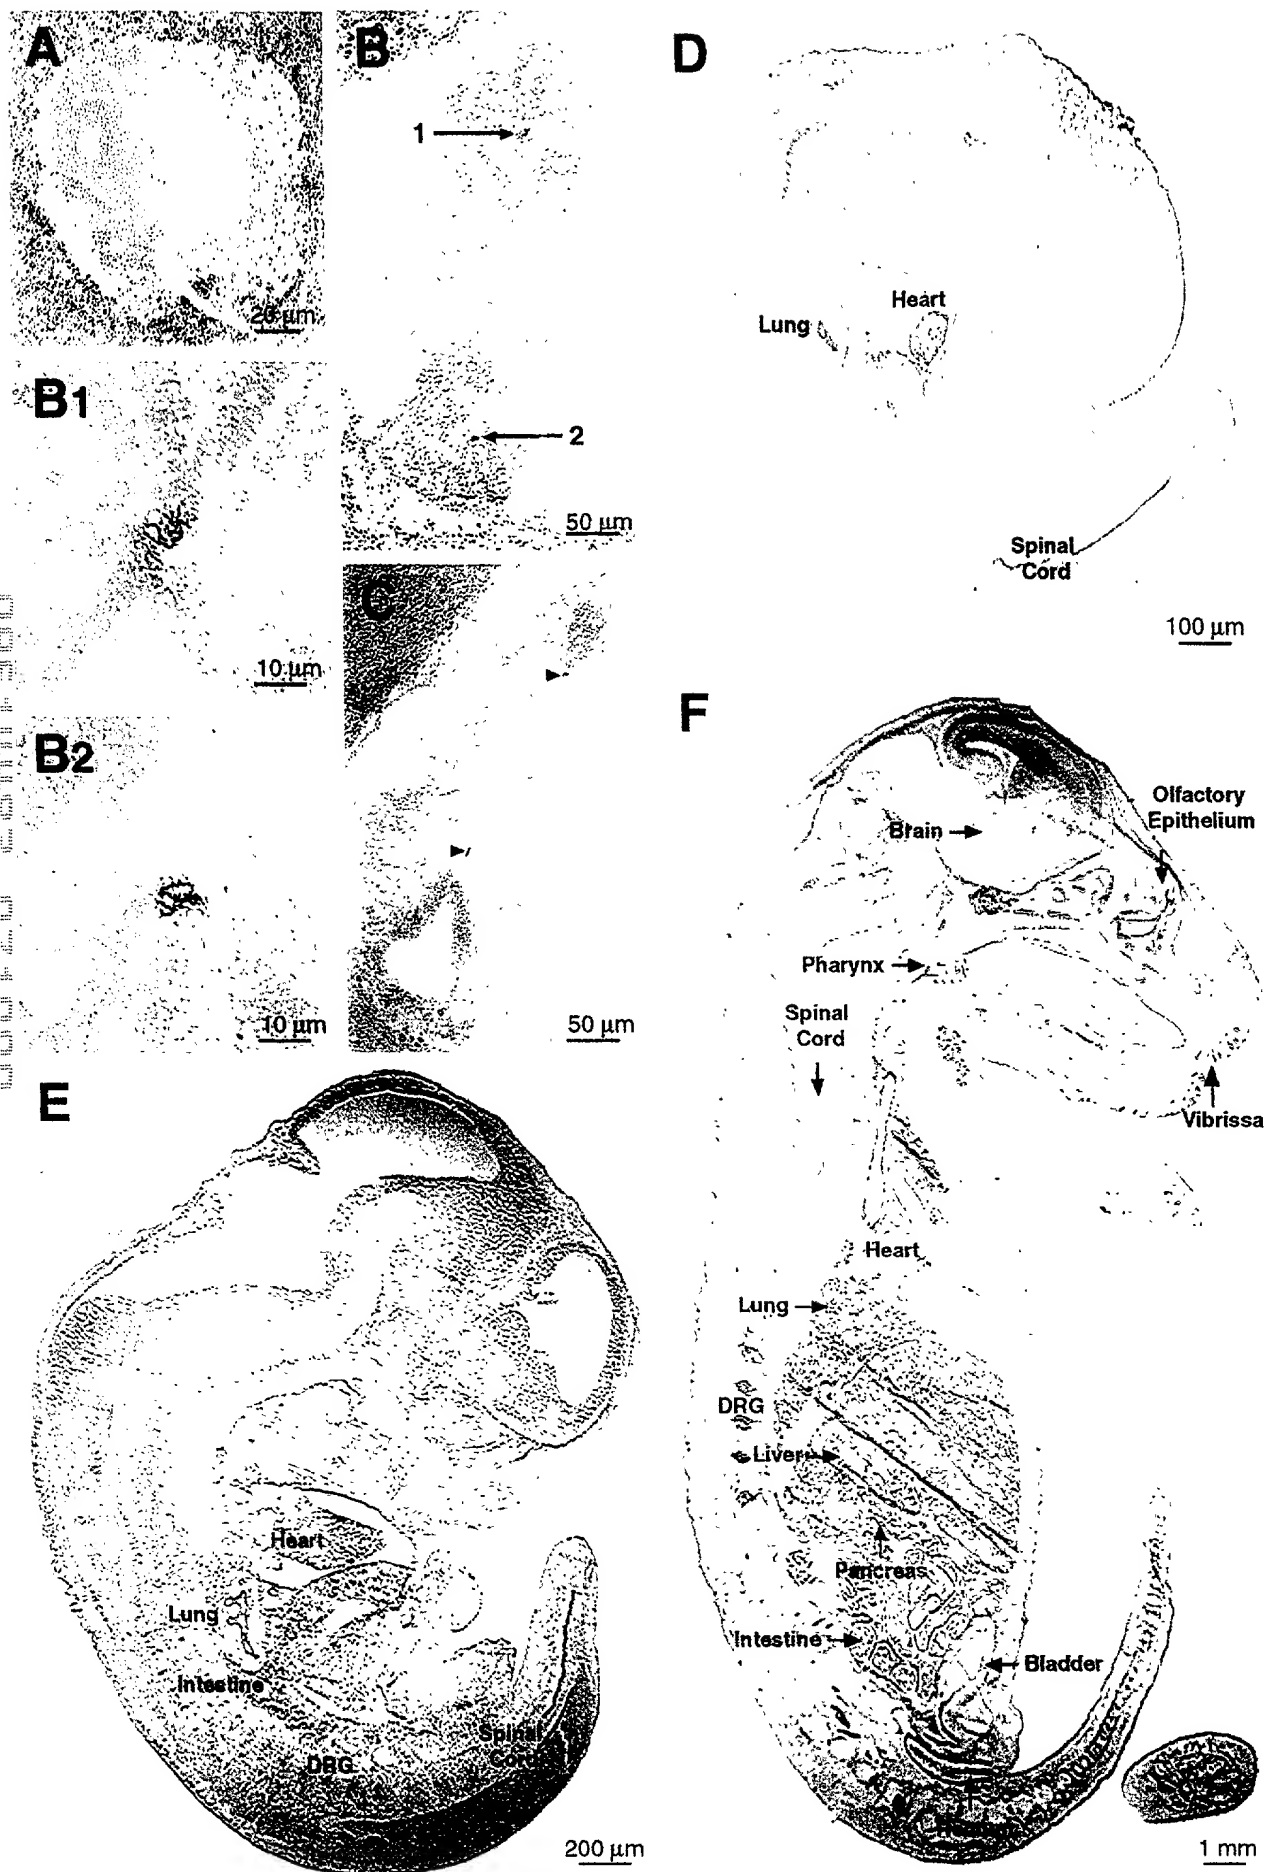 A
20 µm
B
1
2
50 µm
B1
10 µm
B2
10 µm
C
50 µm
D
Heart
Lung
Spinal
Cord
100 µm
E
Heart
Lung
Intestine
Spinal
Cord
DRG
200 µm
F
Olfactory
Epithelium
Brain
Pharynx
Spinal
Cord
Vibrissa
Heart
Lung
DRG
Liver
Pancreas
Intestine
Bladder
1 mm